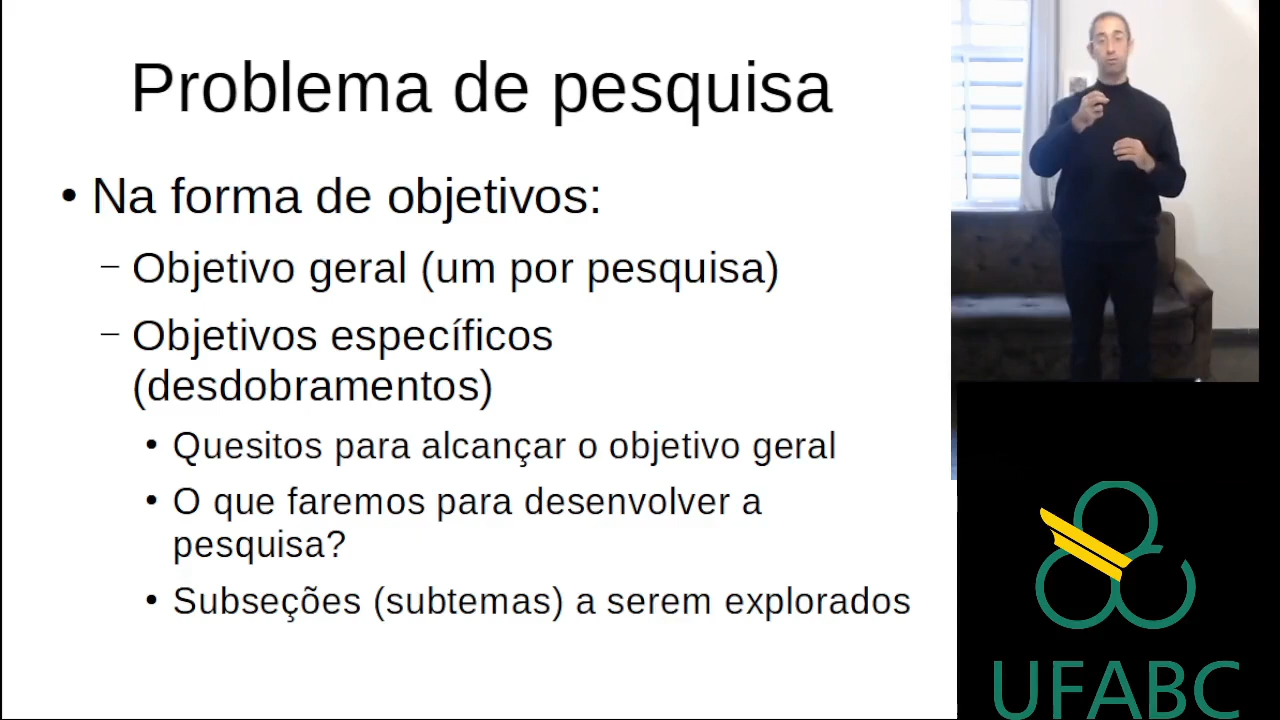 Problema de pesquisa
• Na forma de objetivos:
– Objetivo geral (um por pesquisa)
– Objetivos específicos
(desdobramentos)
• Quesitos para alcançar o objetivo geral
• O que faremos para desenvolver a
pesquisa?
• Subseções (subtemas) a serem explorados
UFABC